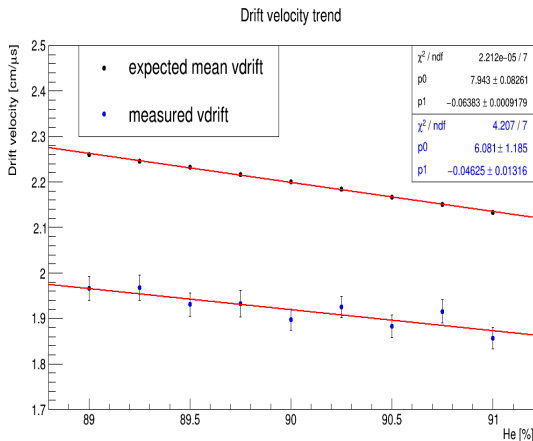 Drift velocity trend
Drift velocity [cm/μs]
2.5
2.4
2.3
2.2
2.1
2
1.9
1.8
1.7
expected mean vdrift
measured vdrift
χ² / ndf 2.212e-05 / 7
p0 7.943 ± 0.08261
p1 −0.06383 ± 0.0009179
χ² / ndf 4.207 / 7
p0 6.081 ± 1.185
p1 −0.04625 ± 0.01316
89 89.5 90 90.5 91
He [%]